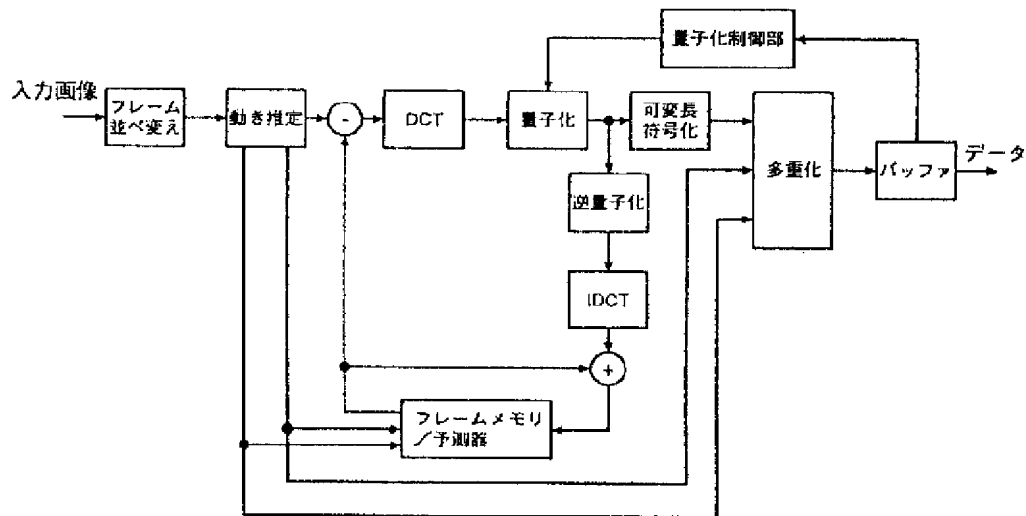 量子化制御部
入力画像
フレーム
並べ変え
動き推定
-
DCT
量子化
可変長
符号化
多重化
バッファ
データ
逆量子化
IDCT
+
フレームメモリ
／予測器